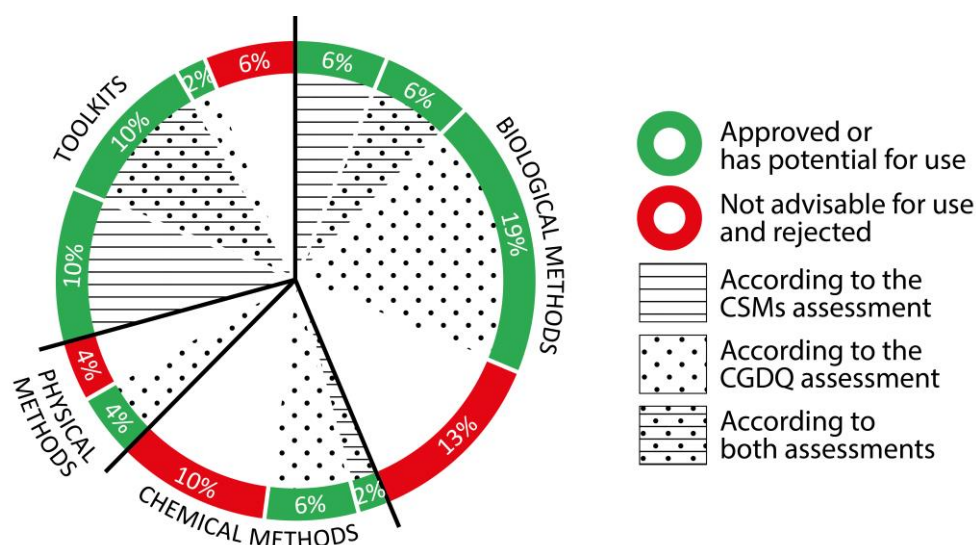 6%
6%
19%
BIOLOGICAL METHODS
13%
2%
6%
10%
CHEMICAL METHODS
4%
4%
PHYSICAL
METHODS
10%
10%
2%
6%
TOOLKITS
Approved or
has potential for use
Not advisable for use
and rejected
According to the
CSMs assessment
According to the
CGDQ assessment
According to
both assessments